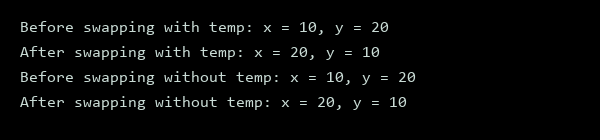 Before swapping with temp: x = 10, y = 20
After swapping with temp: x = 20, y = 10
Before swapping without temp: x = 10, y = 20
After swapping without temp: x = 20, y = 10